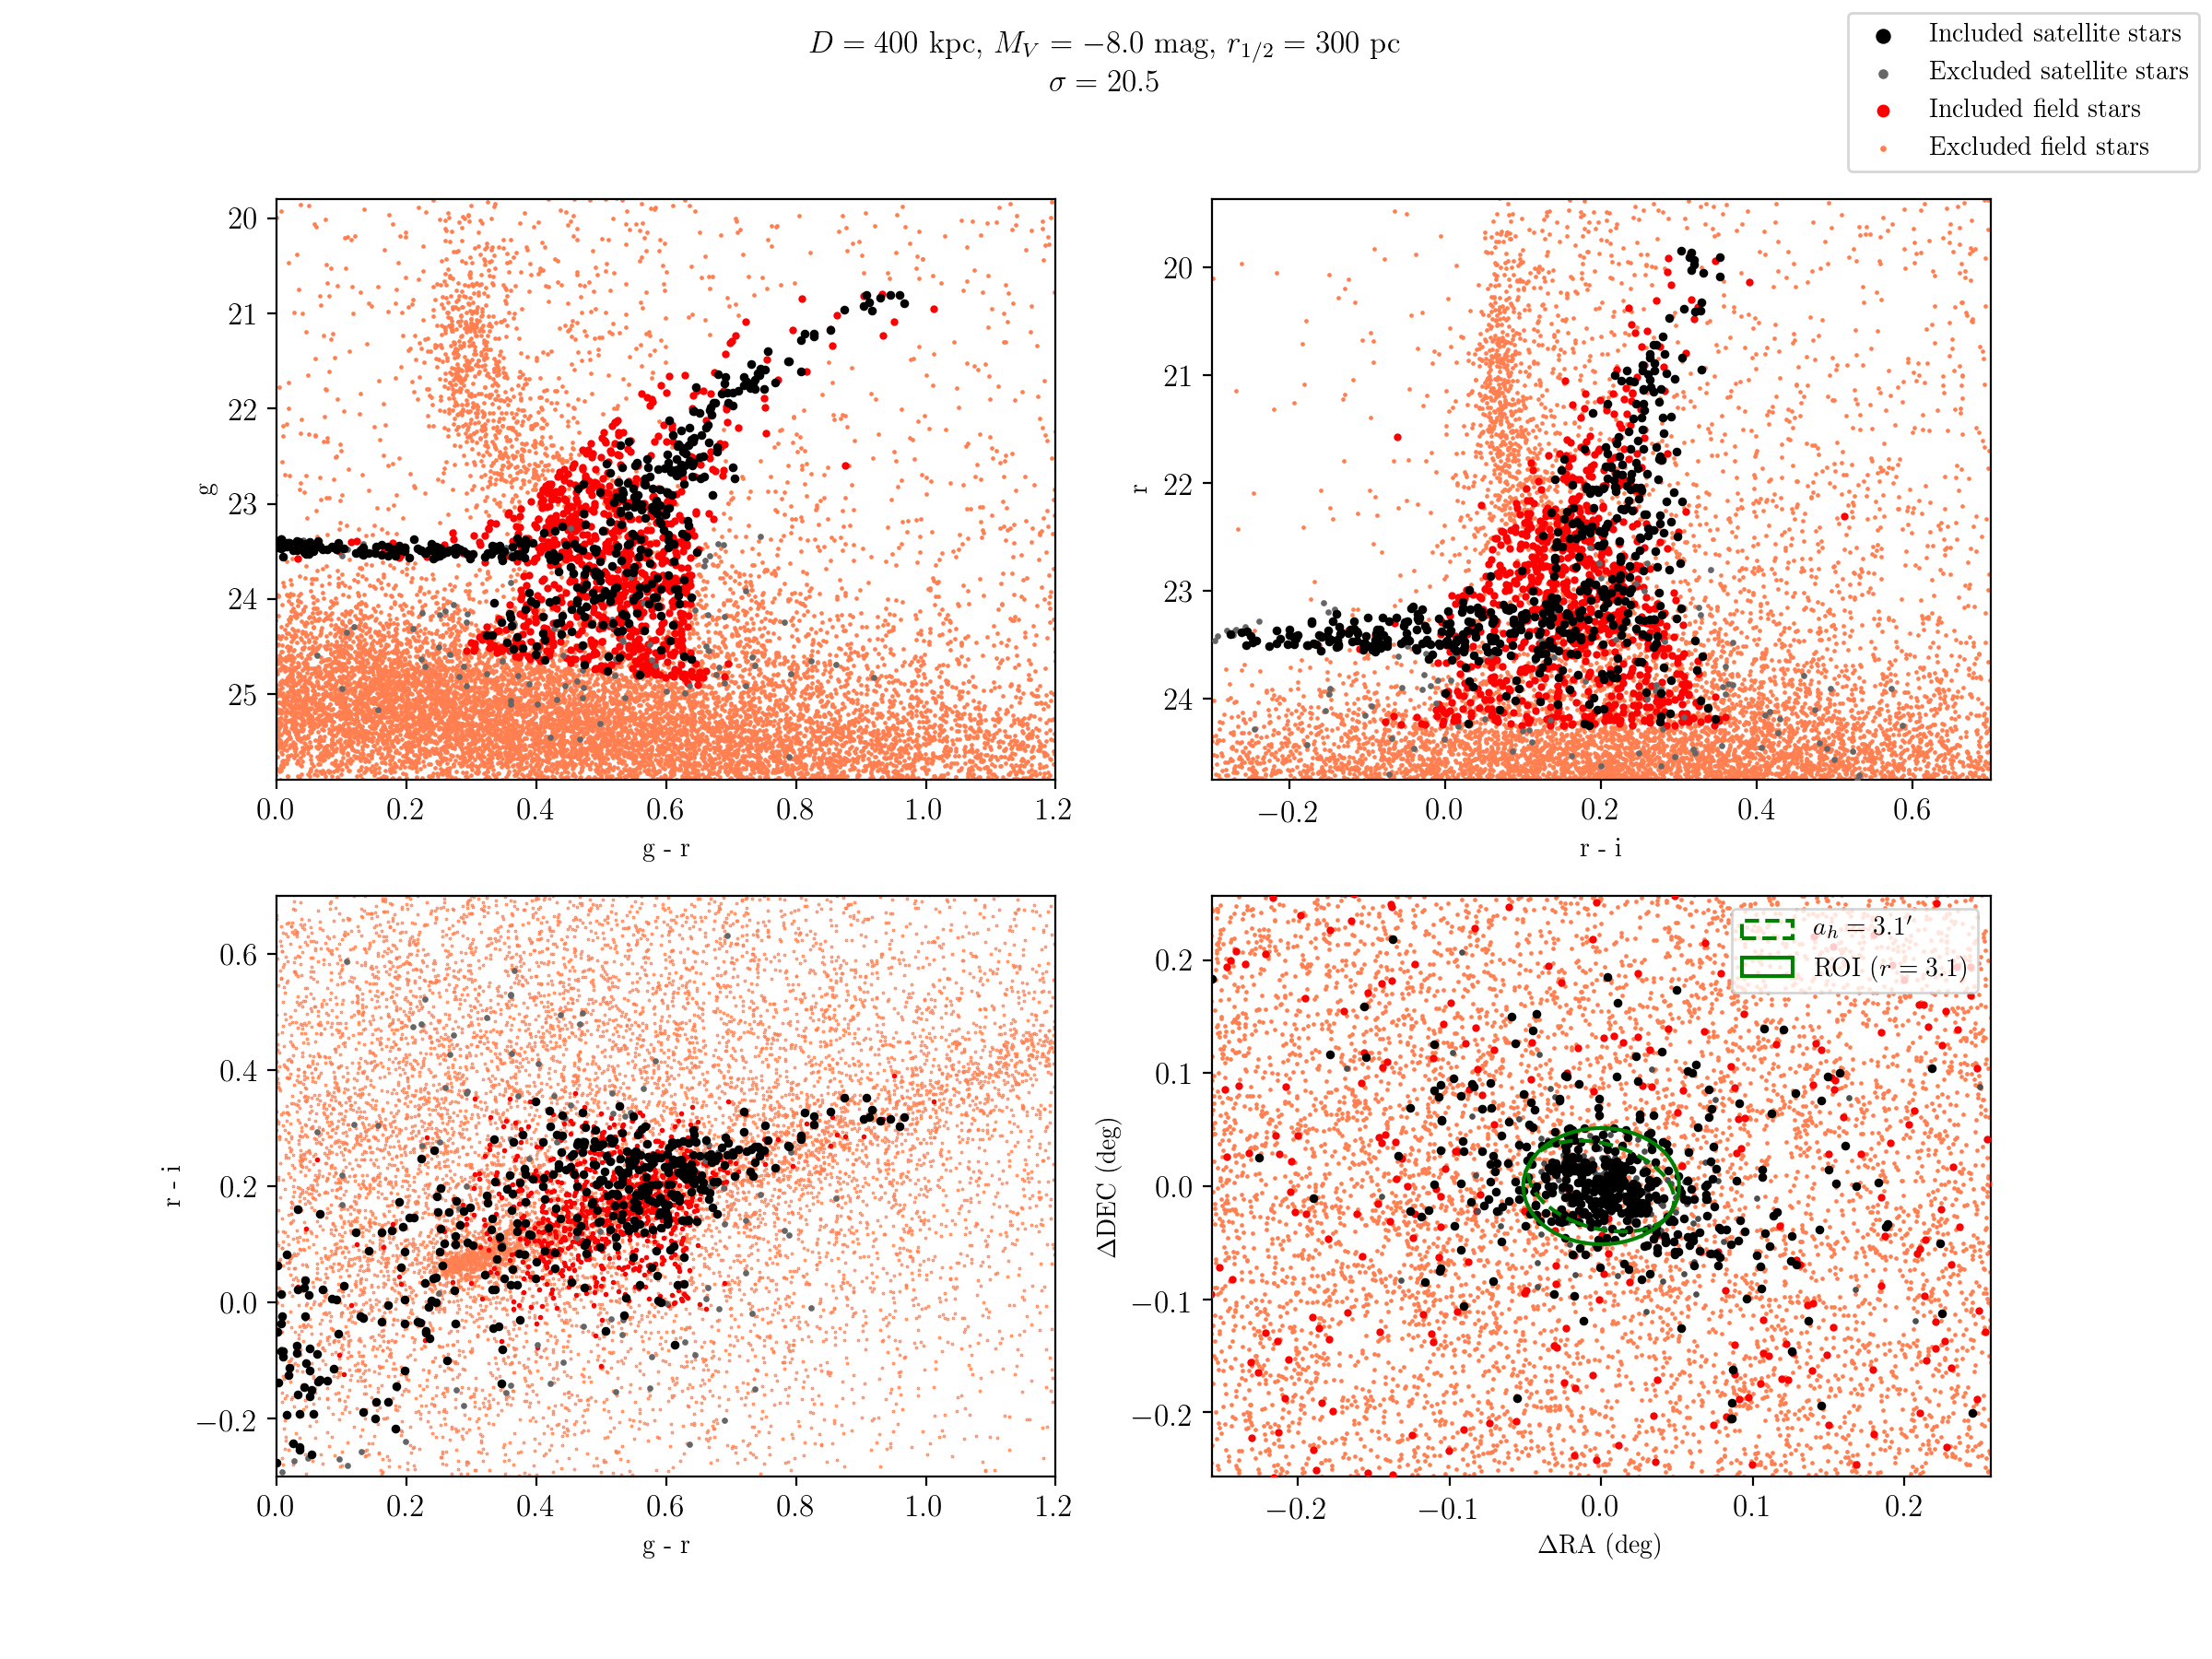 D = 400 kpc, M_V = −8.0 mag, r_{1/2} = 300 pc
σ = 20.5
Included satellite stars
Excluded satellite stars
Included field stars
Excluded field stars
20
21
22
23
24
25
g
0.0 0.2 0.4 0.6 0.8 1.0 1.2
g - r
20
21
22
23
24
r
−0.2 0.0 0.2 0.4 0.6
r - i
0.6
0.4
0.2
0.0
−0.2
r - i
0.0 0.2 0.4 0.6 0.8 1.0 1.2
g - r
a_h = 3.1′
ROI (r = 3.1)
0.2
0.1
0.0
−0.1
−0.2
ΔDEC (deg)
−0.2 −0.1 0.0 0.1 0.2
ΔRA (deg)